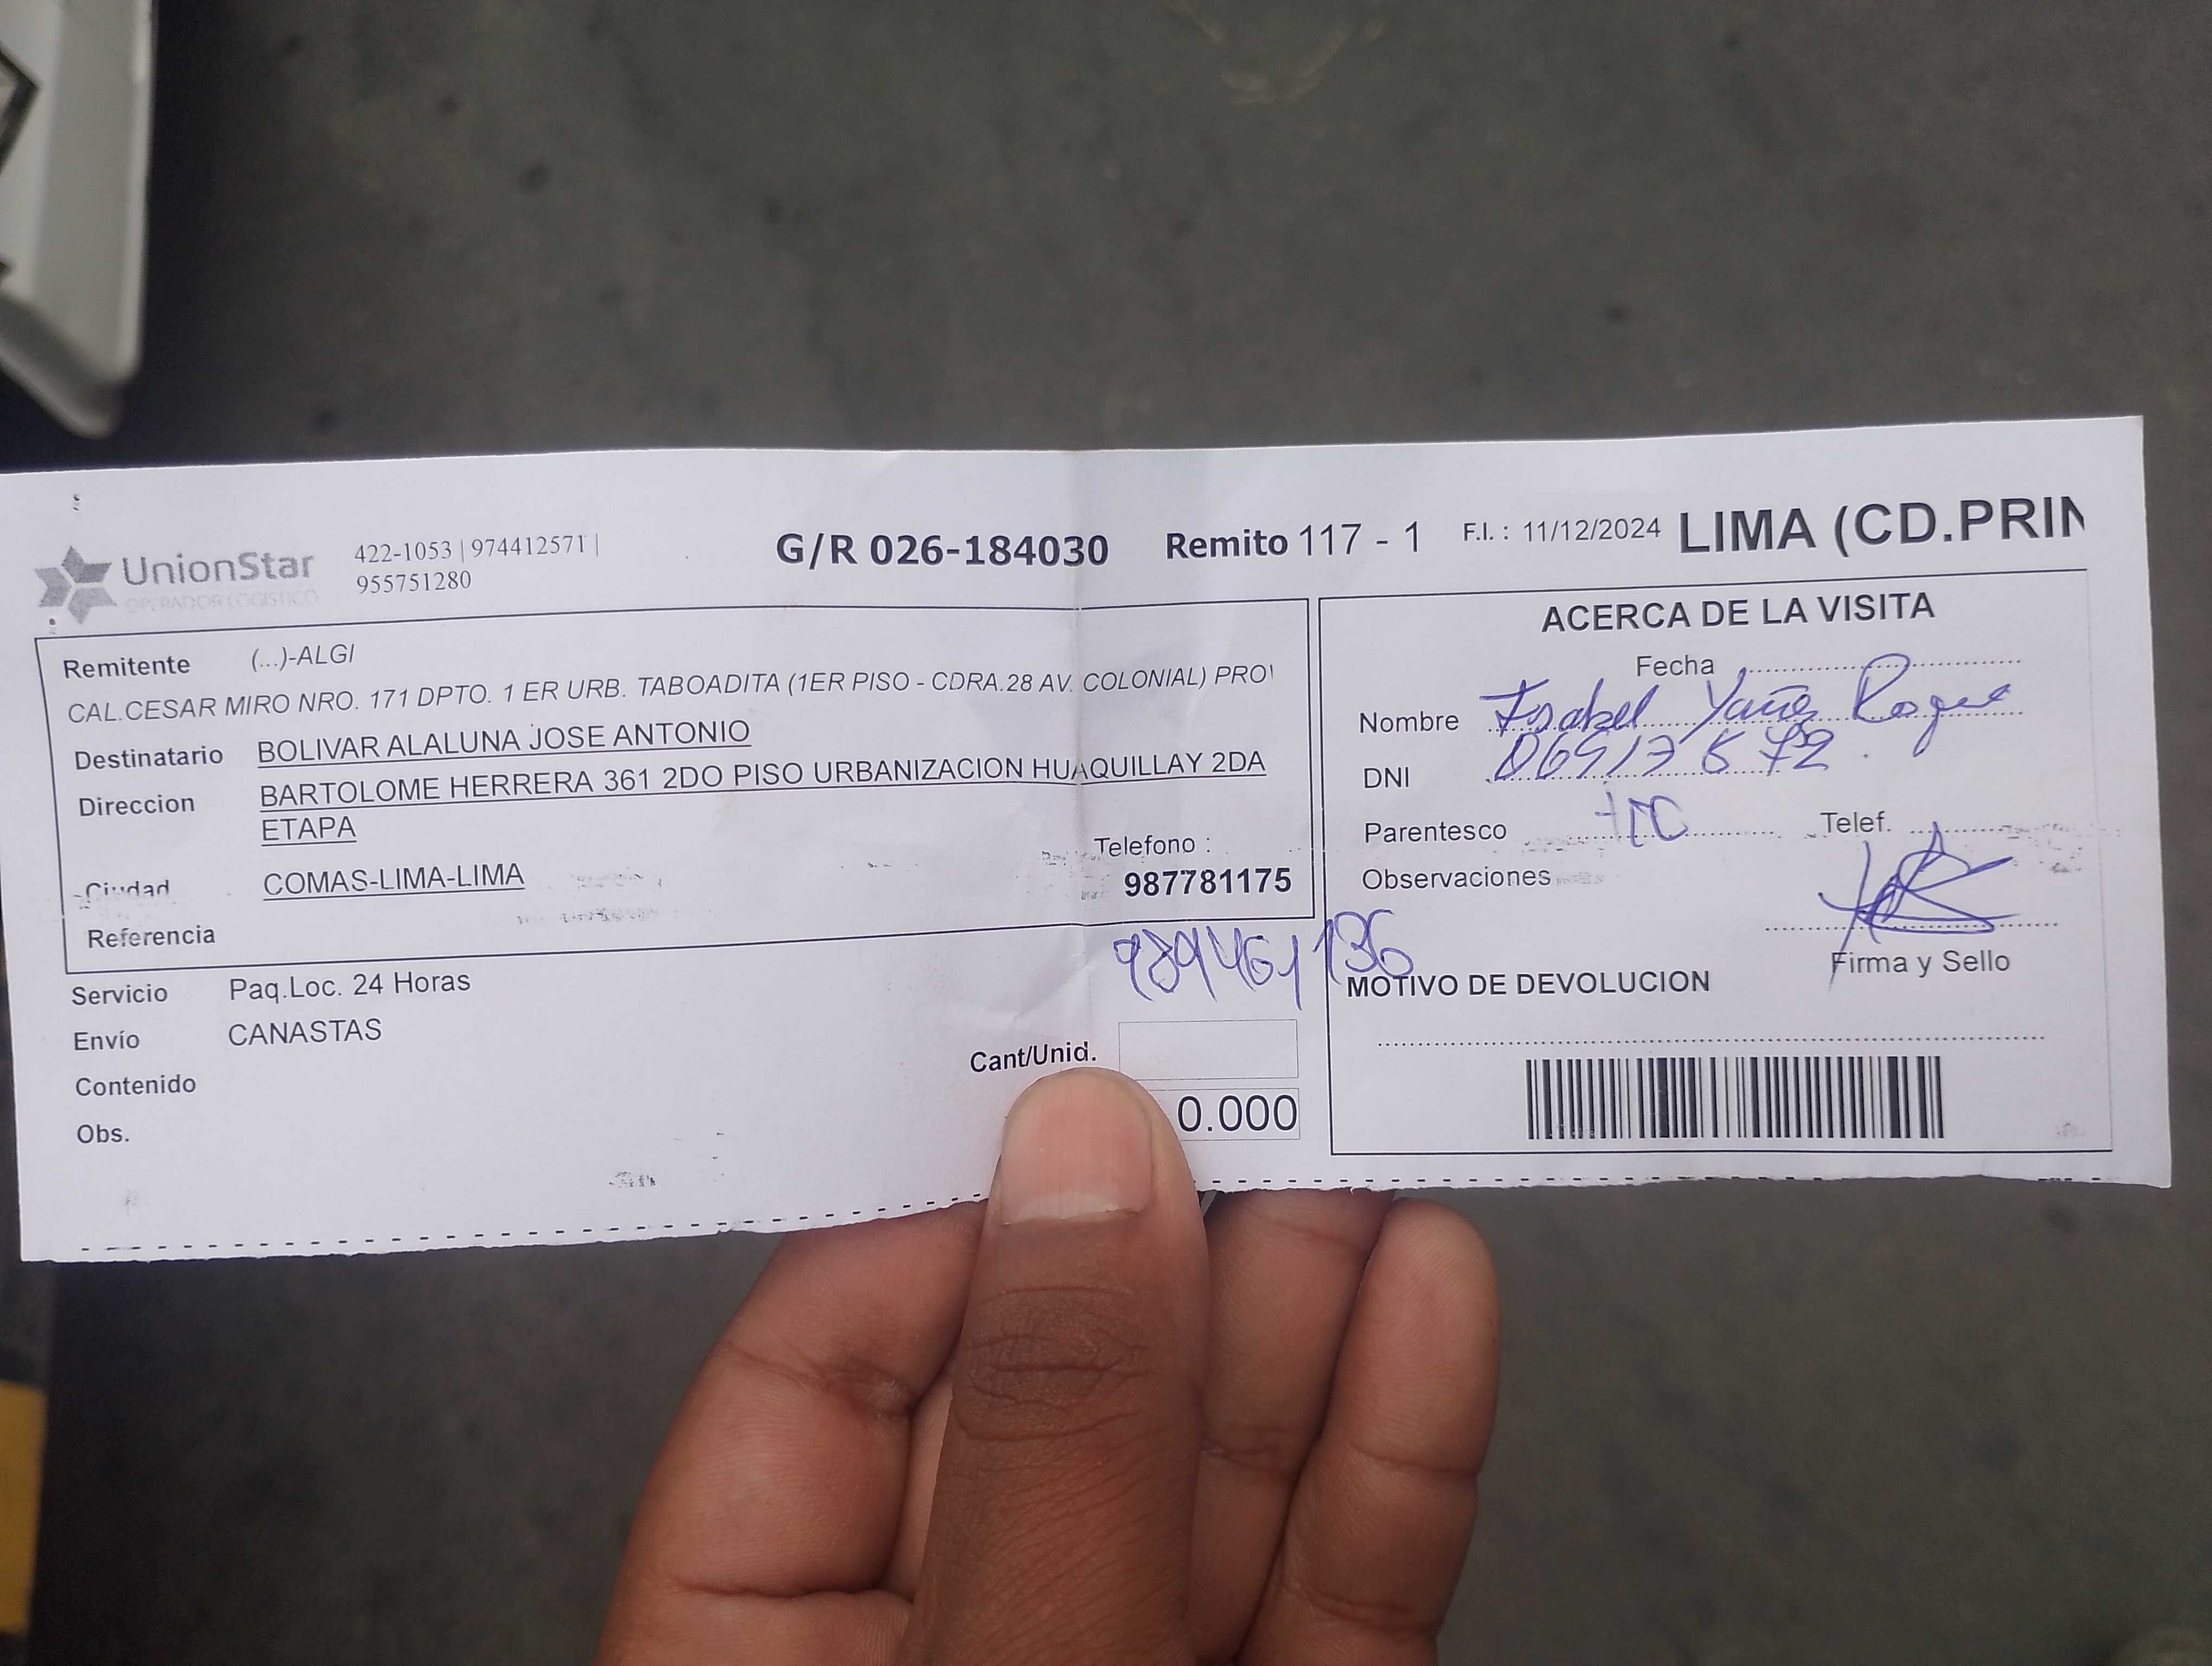 UnionStar
OPERADOR LOGISTICO
422-1053 | 974412571 |
955751280
G/R 026-184030
Remito 117 - 1
F.I. : 11/12/2024
LIMA (CD.PRIN
Remitente (...)-ALGI
CAL.CESAR MIRO NRO. 171 DPTO. 1 ER URB. TABOADITA (1ER PISO - CDRA.28 AV. COLONIAL) PRO
Destinatario BOLIVAR ALALUNA JOSE ANTONIO
Direccion BARTOLOME HERRERA 361 2DO PISO URBANIZACION HUAQUILLAY 2DA
ETAPA
Ciudad COMAS-LIMA-LIMA
Telefono :
987781175
Referencia
989461136
Servicio Paq.Loc. 24 Horas
Envío CANASTAS
Contenido
Obs.
Cant/Unid.
0.000
ACERCA DE LA VISITA
Fecha
Nombre Isabel Yañez Roque
DNI
Parentesco
Telef.
Observaciones
Firma y Sello
MOTIVO DE DEVOLUCION